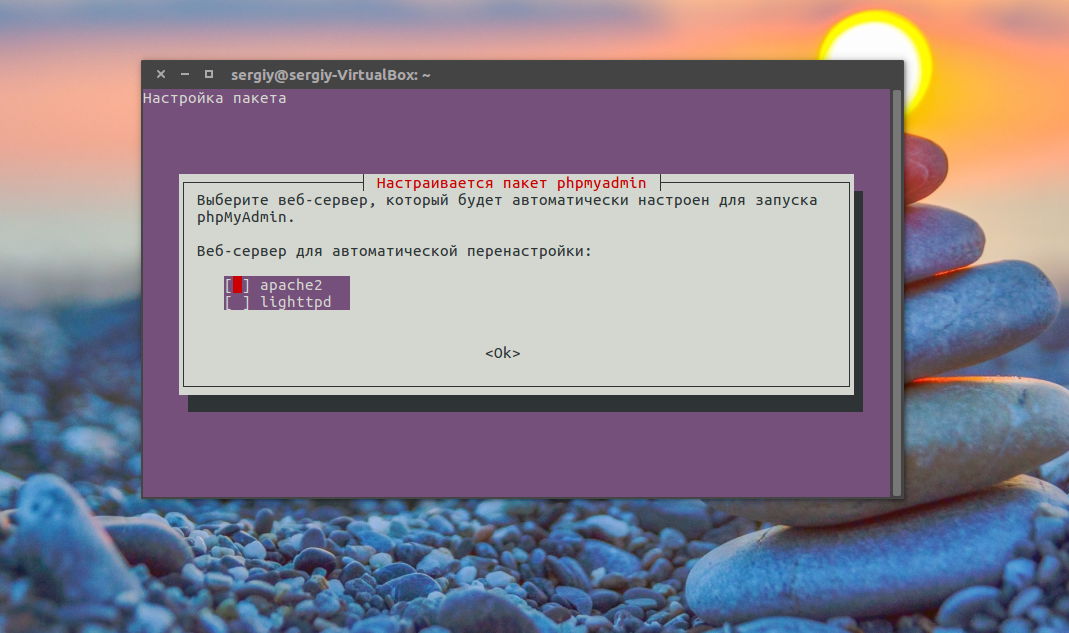 sergiy@sergiy-VirtualBox: ~
Настройка пакета
Настраивается пакет phpmyadmin
Выберите веб-сервер, который будет автоматически настроен для запуска
phpMyAdmin.
Веб-сервер для автоматической перенастройки:
[ ] apache2
[ ] lighttpd
<Ok>